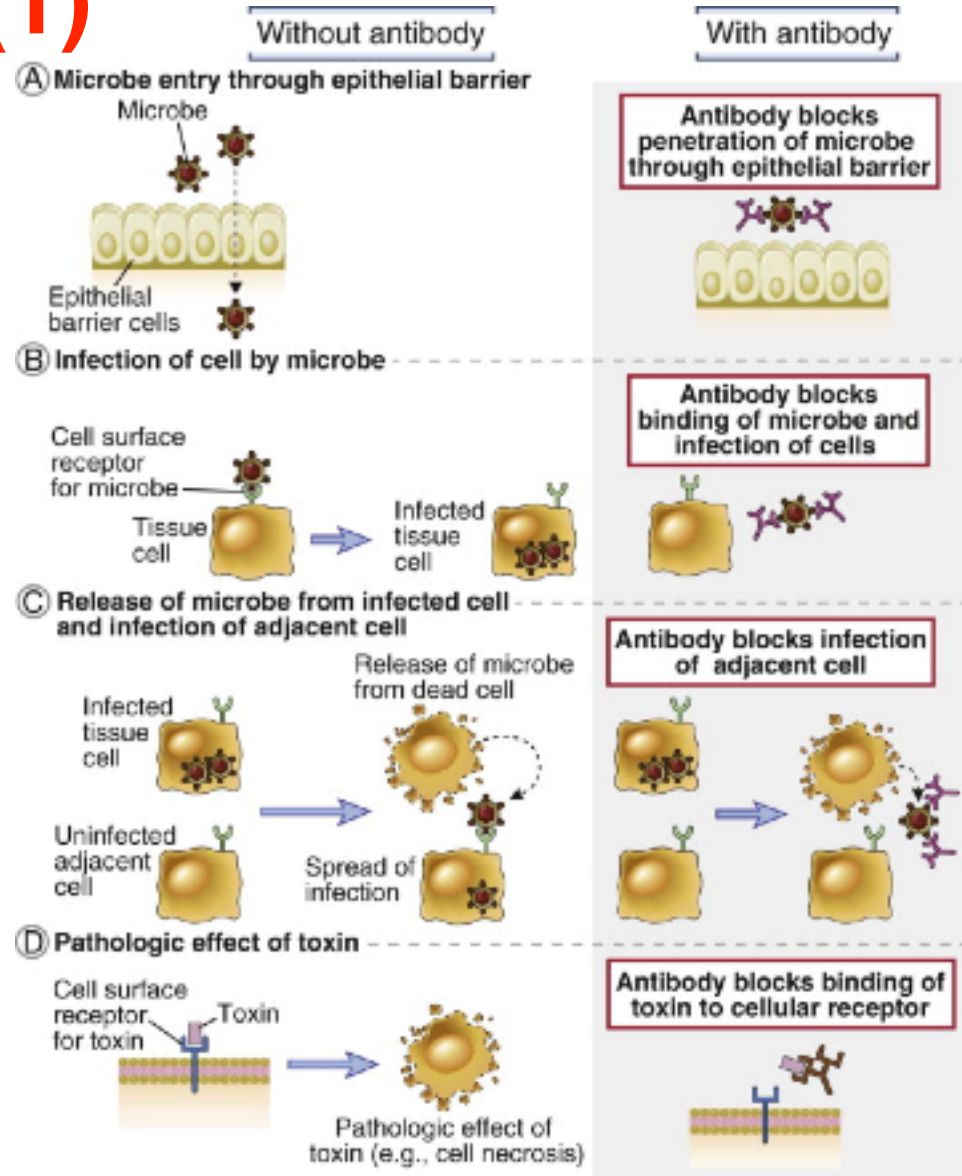 (1)
Without antibody
With antibody
Ⓐ Microbe entry through epithelial barrier
Microbe
Epithelial
barrier cells
Antibody blocks
penetration of microbe
through epithelial barrier
Ⓑ Infection of cell by microbe
Cell surface
receptor
for microbe
Tissue
cell
Infected
tissue
cell
Antibody blocks
binding of microbe and
infection of cells
Ⓒ Release of microbe from infected cell
and infection of adjacent cell
Infected
tissue
cell
Release of microbe
from dead cell
Uninfected
adjacent
cell
Spread of
infection
Antibody blocks infection
of adjacent cell
Ⓓ Pathologic effect of toxin
Cell surface
receptor
for toxin
Toxin
Pathologic effect of
toxin (e.g., cell necrosis)
Antibody blocks binding of
toxin to cellular receptor